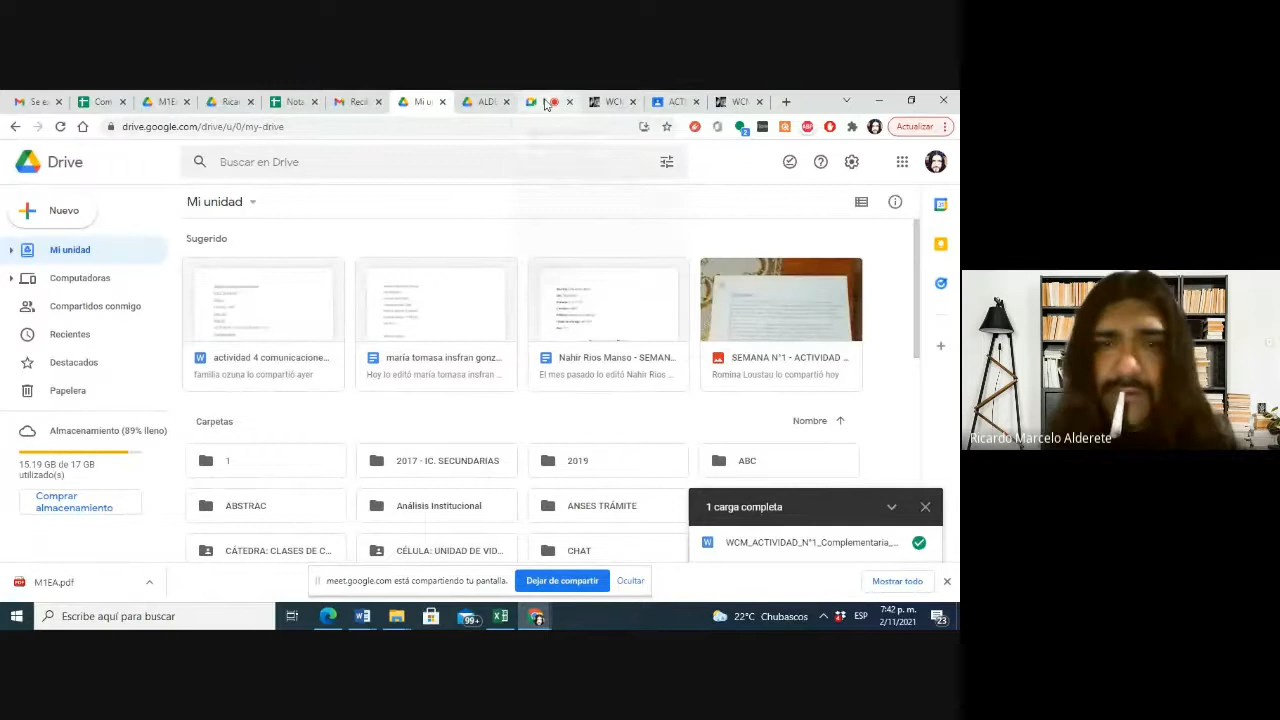 Se e
Com
M1E
Rica
Nota
Recib
Mi u
ALD
WCM
ACTI
WCM
drive.google.com/drive/u/0/my-drive
Actualizar
Drive
Buscar en Drive
Nuevo
Mi unidad
Computadoras
Compartidos conmigo
Recientes
Destacados
Papelera
Almacenamiento (89% lleno)
15.19 GB de 17 GB
utilizado(s)
Comprar
almacenamiento
Mi unidad
Sugerido
actividad 4 comunicacione...
familia ozuna lo compartió ayer
maría tomasa insfran gonz...
Hoy lo editó maría tomasa insfran ...
Nahir Rios Manso - SEMAN...
El mes pasado lo editó Nahir Rios ...
SEMANA N°1 - ACTIVIDAD ...
Romina Loustau lo compartió hoy
Carpetas
Nombre
1
2017 - IC. SECUNDARIAS
2019
ABC
ABSTRAC
Análisis Institucional
ANSES TRÁMITE
CÁTEDRA: CLASES DE C...
CÉLULA: UNIDAD DE VID...
CHAT
1 carga completa
WCM_ACTIVIDAD_N°1_Complementaria_...
M1EA.pdf
meet.google.com está compartiendo tu pantalla.
Dejar de compartir
Ocultar
Mostrar todo
Escribe aquí para buscar
99+
22°C Chubascos
ESP
7:42 p. m.
2/11/2021
23
Ricardo Marcelo Alderete